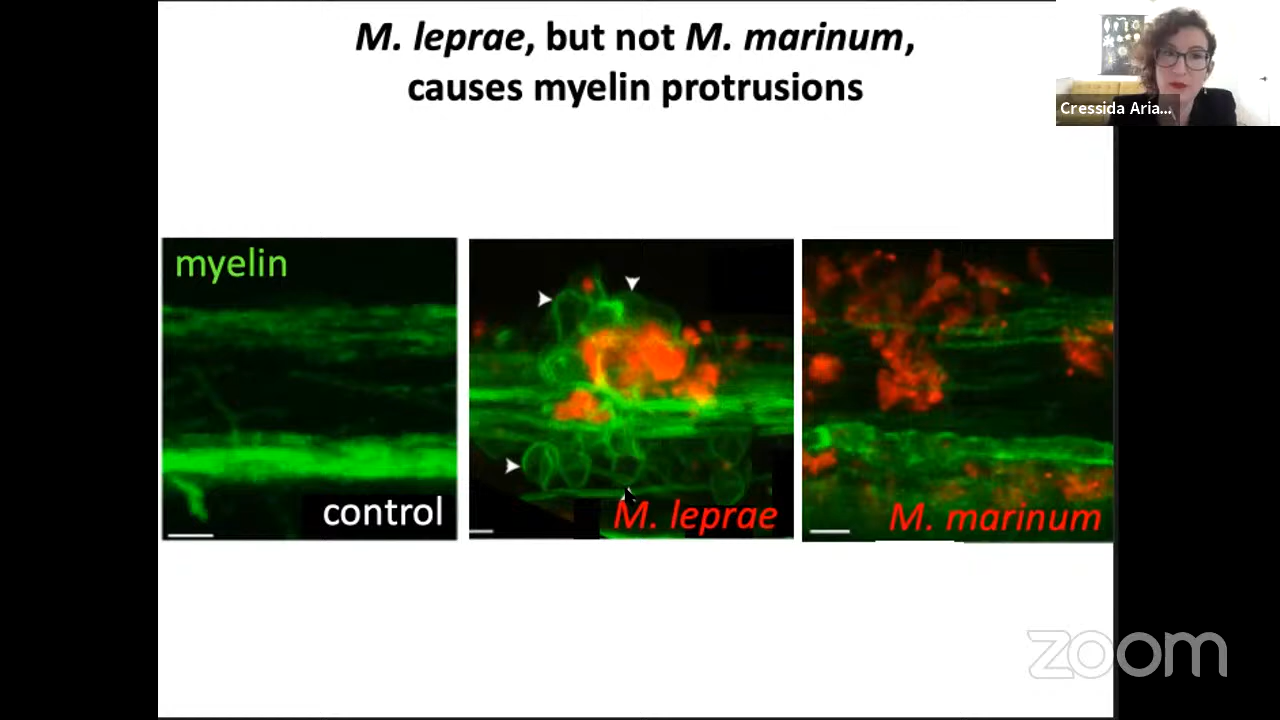 M. leprae, but not M. marinum,
causes myelin protrusions
Cressida Aria...
myelin
control
M. leprae
M. marinum
zoom